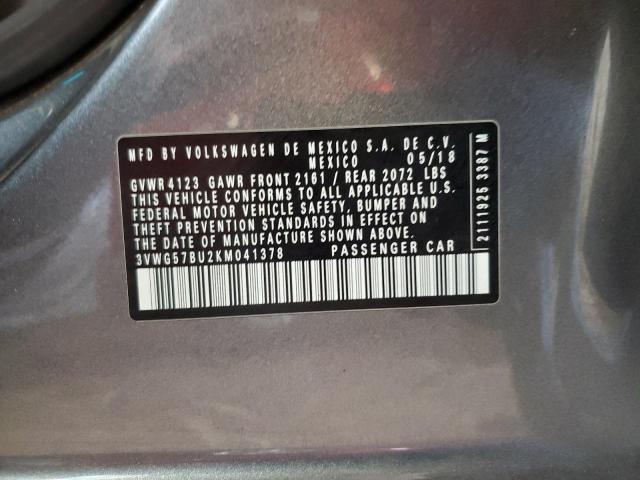 MFD BY VOLKSWAGEN DE MEXICO S.A. DE C.V.
MEXICO 05/18
GVWR 4123 GAWR FRONT 2161 / REAR 2072 LBS
THIS VEHICLE CONFORMS TO ALL APPLICABLE U.S.
FEDERAL MOTOR VEHICLE SAFETY, BUMPER AND
THEFT PREVENTION STANDARDS IN EFFECT ON
THE DATE OF MANUFACTURE SHOWN ABOVE.
3VWG57BU2KM041378 PASSENGER CAR
2111925 3387 M